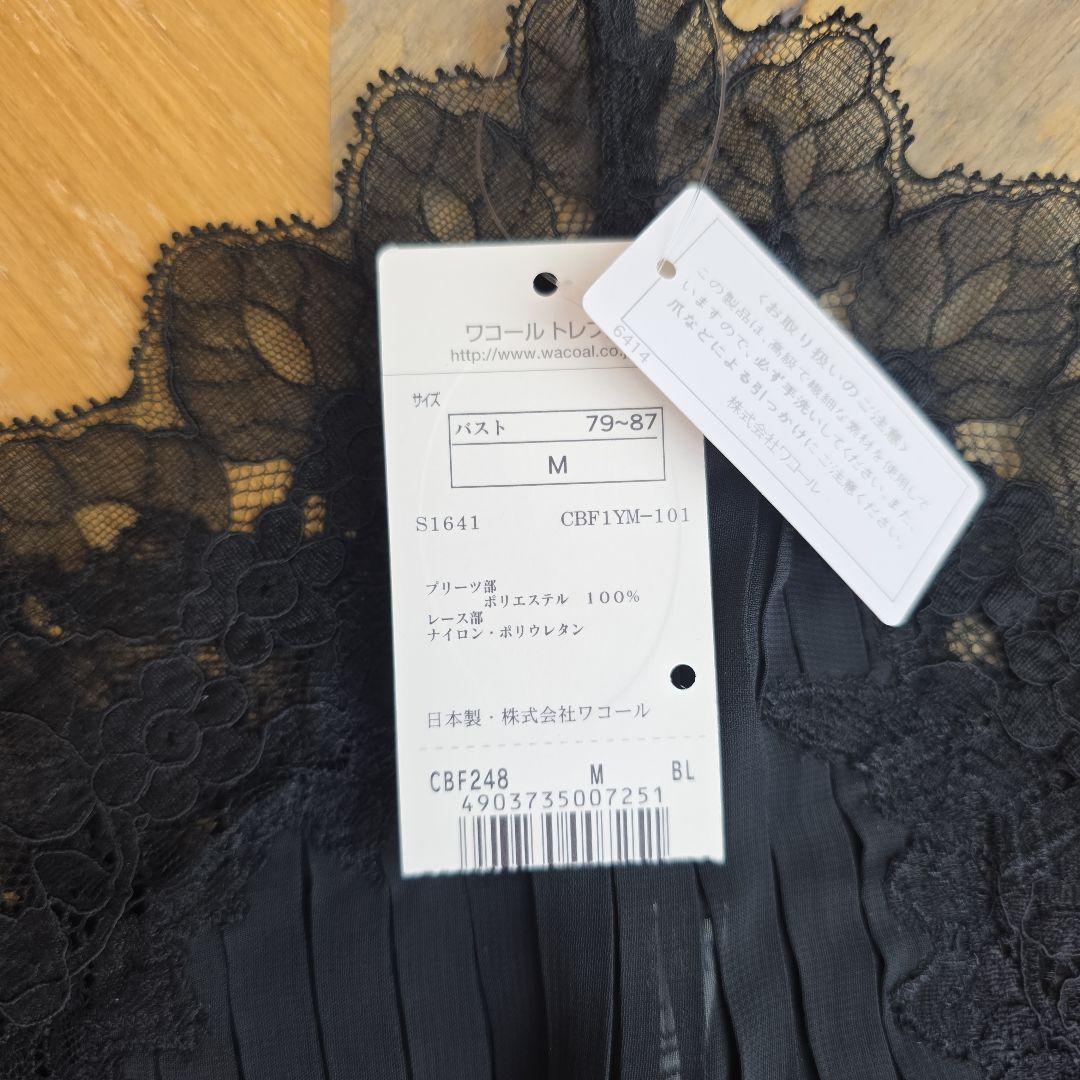 ワコール トレン
http://www.wacoal.co.
サイズ
バスト 79~87
M
S1641 CBF1YM-101
プリーツ部
ポリエステル 100%
レース部
ナイロン・ポリウレタン
日本製・株式会社ワコール
CBF248 M BL
4903735007251
〈お取り扱いのご注意〉
この製品は、高級で繊細な素材を使用して
いますので、必ず手洗いしてください。また、
爪などによる引っかけにご注意ください。
株式会社ワコール
6414